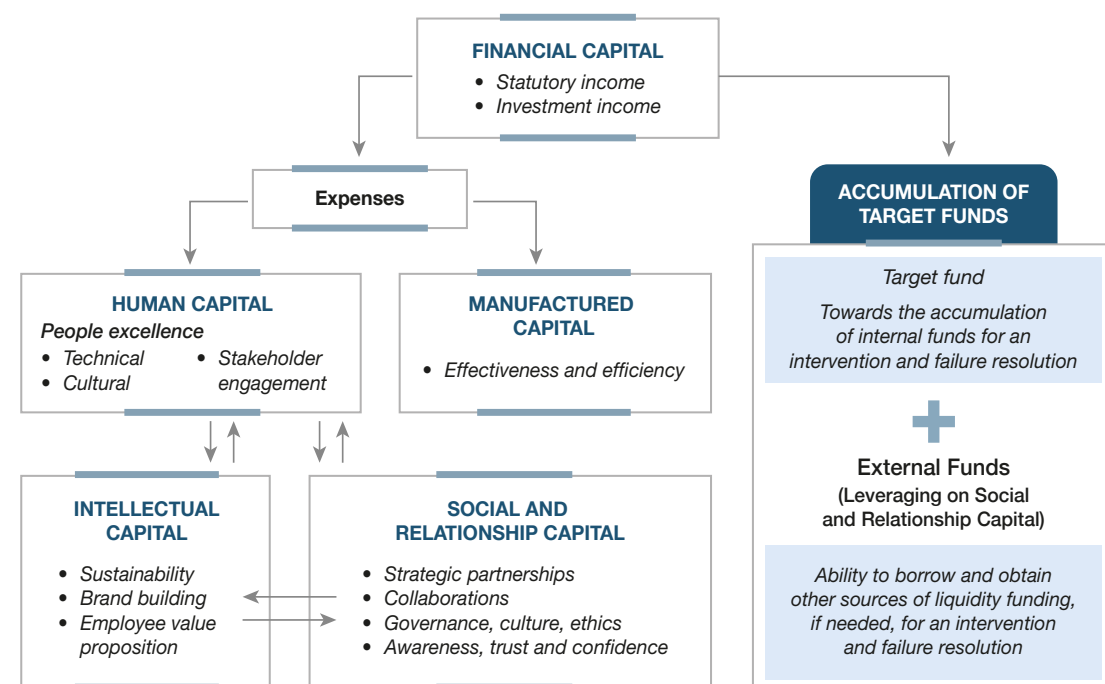 FINANCIAL CAPITAL
• Statutory income
• Investment income
Expenses
ACCUMULATION OF
TARGET FUNDS
HUMAN CAPITAL
People excellence
• Technical
• Cultural
• Stakeholder
engagement
MANUFACTURED
CAPITAL
• Effectiveness and efficiency
Target fund
Towards the accumulation
of internal funds for an
intervention and failure resolution
External Funds
(Leveraging on Social
and Relationship Capital)
Ability to borrow and obtain
other sources of liquidity funding,
if needed, for an intervention
and failure resolution
INTELLECTUAL
CAPITAL
• Sustainability
• Brand building
• Employee value
proposition
SOCIAL AND
RELATIONSHIP CAPITAL
• Strategic partnerships
• Collaborations
• Governance, culture, ethics
• Awareness, trust and confidence